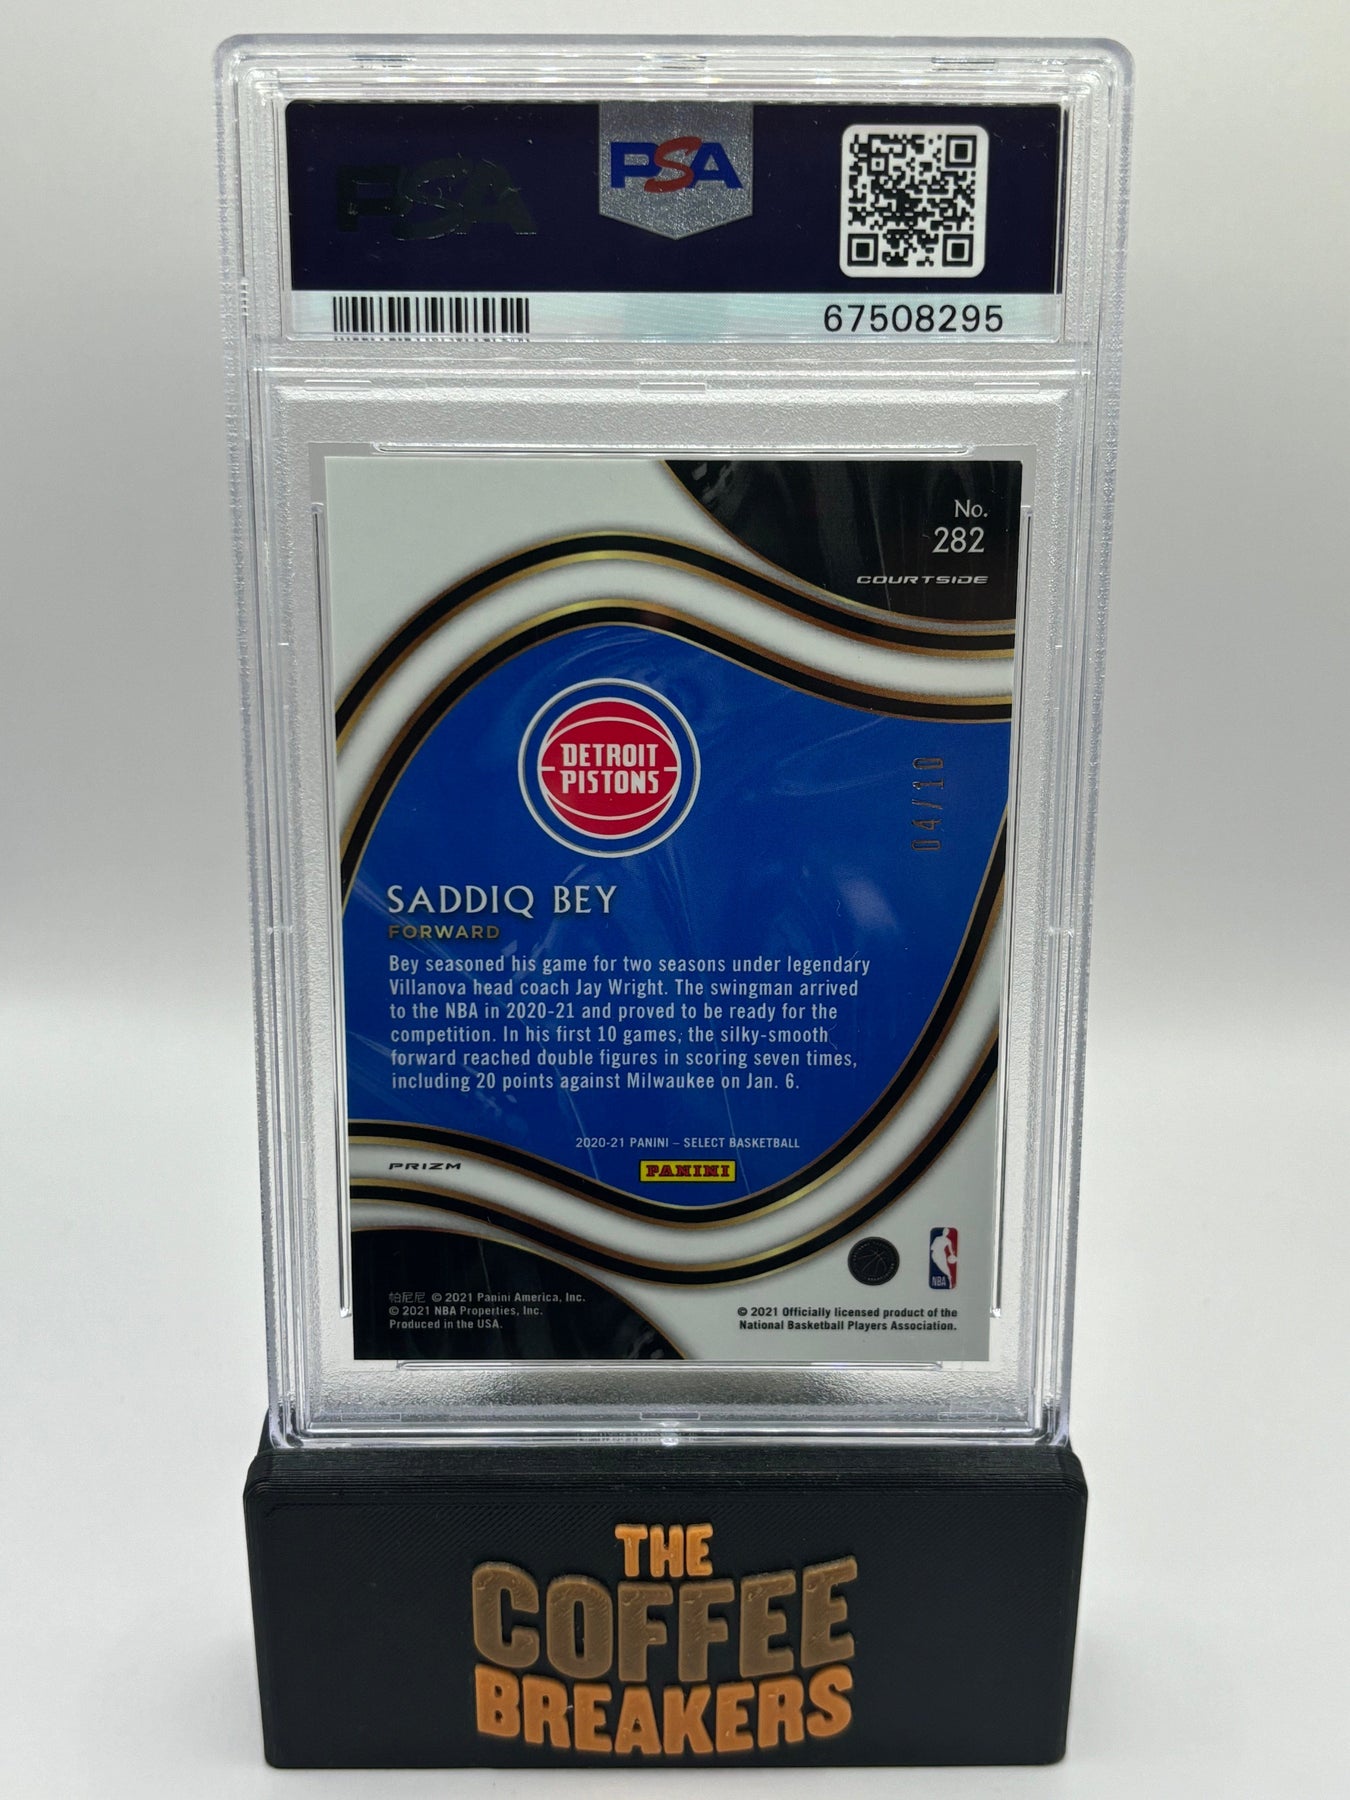 PSA
PSA
67508295
No.
282
COURTSIDE
DETROIT
PISTONS
04/10
SADDIQ BEY
FORWARD
Bey seasoned his game for two seasons under legendary
Villanova head coach Jay Wright. The swingman arrived
to the NBA in 2020-21 and proved to be ready for the
competition. In his first 10 games, the silky-smooth
forward reached double figures in scoring seven times,
including 20 points against Milwaukee on Jan. 6.
2020-21 PANINI – SELECT BASKETBALL
PRIZM
PANINI
NBA
帕尼尼 © 2021 Panini America, Inc.
© 2021 NBA Properties, Inc.
Produced in the USA.
© 2021 Officially licensed product of the
National Basketball Players Association.
THE
COFFEE
BREAKERS